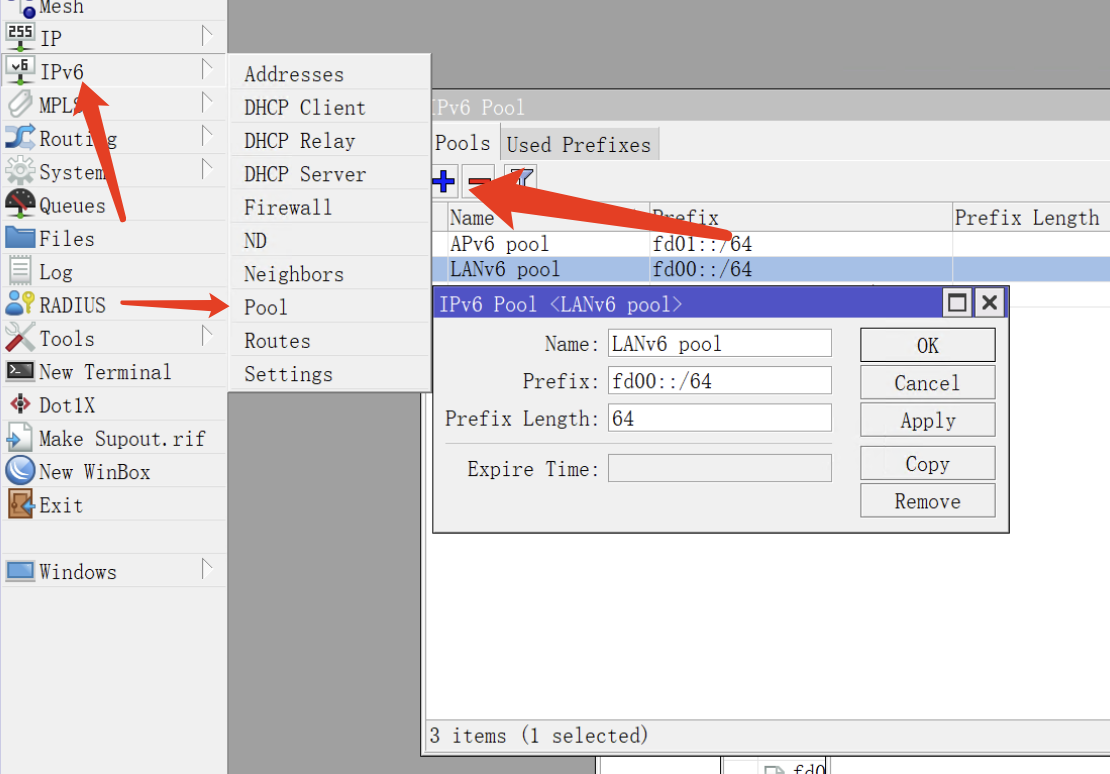 Mesh
255
IP
v6
IPv6
MPLS
Routing
System
Queues
Files
Log
RADIUS
Tools
New Terminal
Dot1X
Make Supout.rif
New WinBox
Exit
Windows
Addresses
DHCP Client
DHCP Relay
DHCP Server
Firewall
ND
Neighbors
Pool
Routes
Settings
IPv6 Pool
Pools Used Prefixes
Name Prefix Prefix Length
APv6 pool fd01::/64
LANv6 pool fd00::/64
IPv6 Pool <LANv6 pool>
Name: LANv6 pool OK
Prefix: fd00::/64 Cancel
Prefix Length: 64 Apply
Expire Time: Copy
Remove
3 items (1 selected)